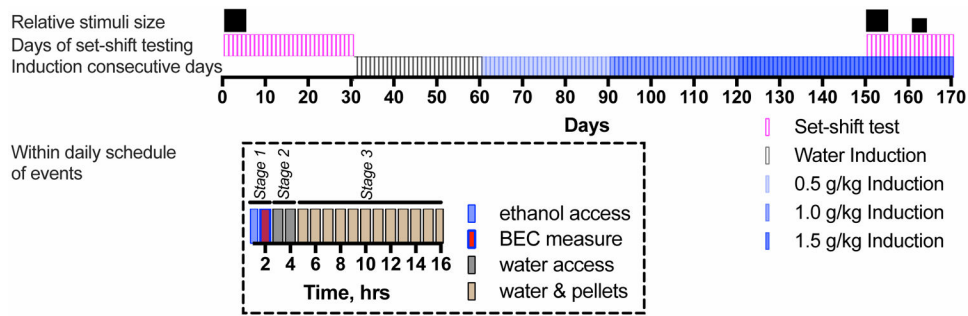 Relative stimuli size
Days of set-shift testing
Induction consecutive days
0 10 20 30 40 50 60 70 80 90 100 110 120 130 140 150 160 170
Days
Set-shift test
Water Induction
0.5 g/kg Induction
1.0 g/kg Induction
1.5 g/kg Induction
Within daily schedule
of events
Stage 1
Stage 2
Stage 3
2 4 6 8 10 12 14 16
Time, hrs
ethanol access
BEC measure
water access
water & pellets